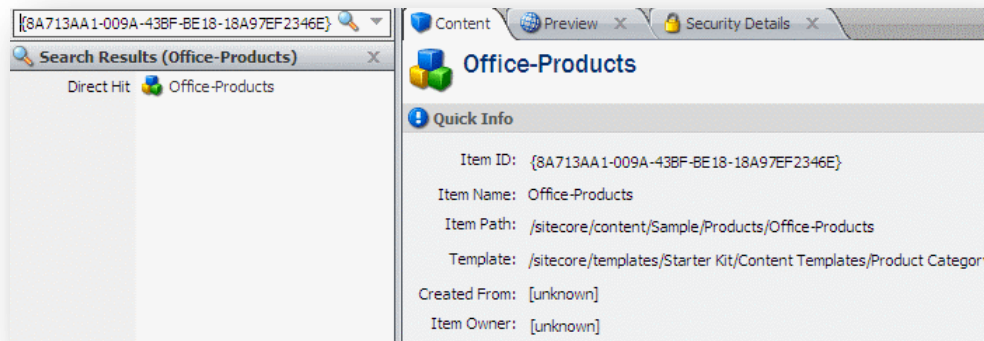 {8A713AA1-009A-43BF-BE18-18A97EF2346E}
Search Results (Office-Products) X
Direct Hit Office-Products
Content Preview X Security Details X
Office-Products
Quick Info
Item ID: {8A713AA1-009A-43BF-BE18-18A97EF2346E}
Item Name: Office-Products
Item Path: /sitecore/content/Sample/Products/Office-Products
Template: /sitecore/templates/Starter Kit/Content Templates/Product Categor
Created From: [unknown]
Item Owner: [unknown]